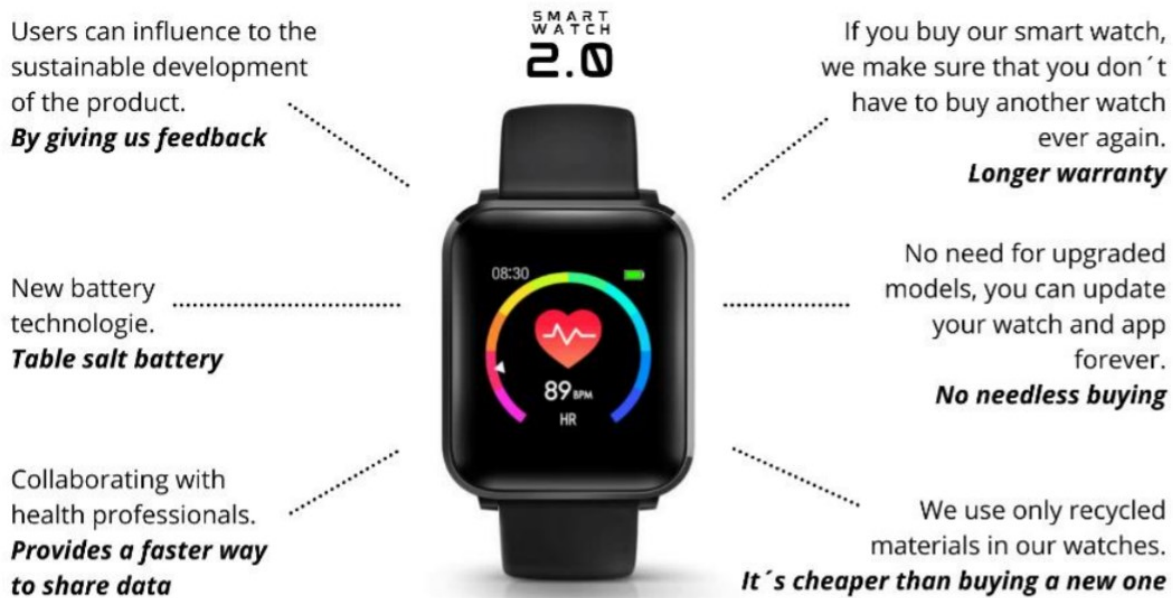 SMART
WATCH
2.0
Users can influence to the
sustainable development
of the product.
By giving us feedback
If you buy our smart watch,
we make sure that you don´t
have to buy another watch
ever again.
Longer warranty
New battery
technologie.
Table salt battery
08:30
89 BPM
HR
No need for upgraded
models, you can update
your watch and app
forever.
No needless buying
Collaborating with
health professionals.
Provides a faster way
to share data
We use only recycled
materials in our watches.
It´s cheaper than buying a new one